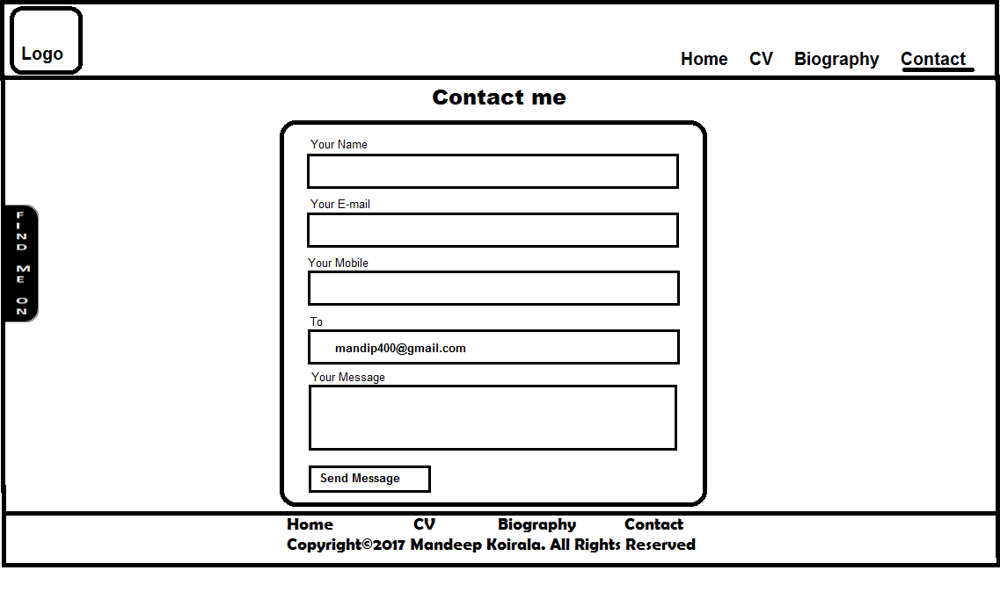 Logo
Home CV Biography Contact
Contact me
Your Name
Your E-mail
FIND ME ON
Your Mobile
To
mandip400@gmail.com
Your Message
Send Message
Home CV Biography Contact
Copyright©2017 Mandeep Koirala. All Rights Reserved